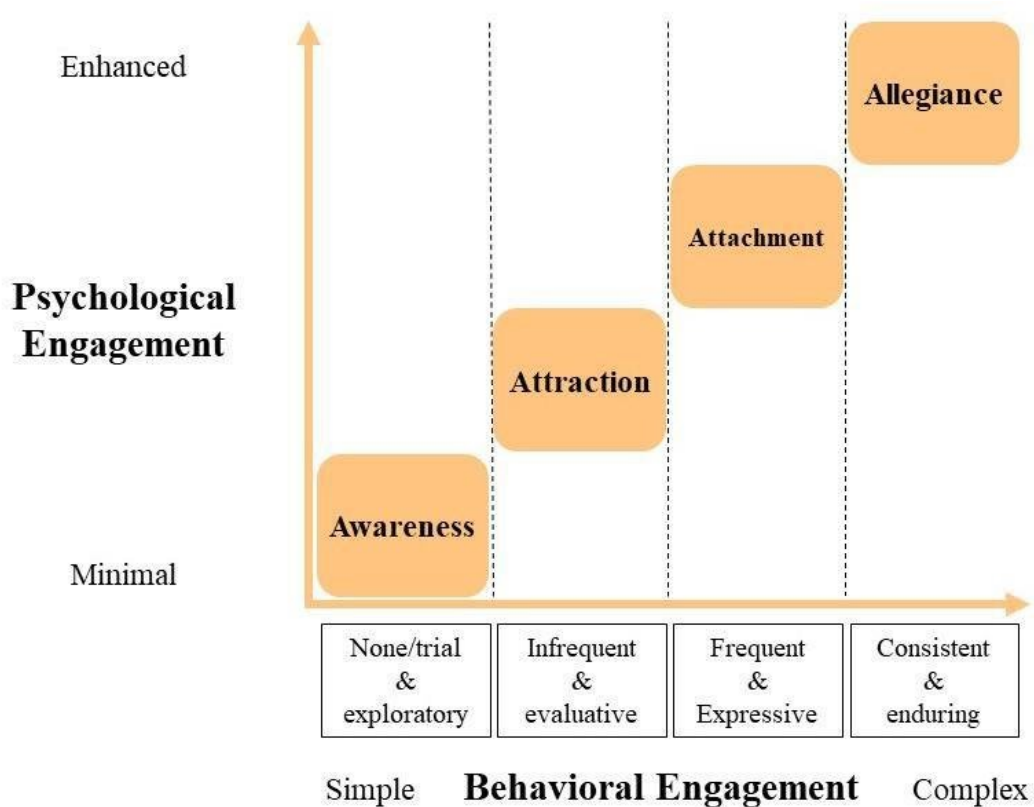 Enhanced
Allegiance
Attachment
Psychological
Engagement
Attraction
Awareness
Minimal
None/trial
&
exploratory
Infrequent
&
evaluative
Frequent
&
Expressive
Consistent
&
enduring
Simple
Behavioral Engagement
Complex